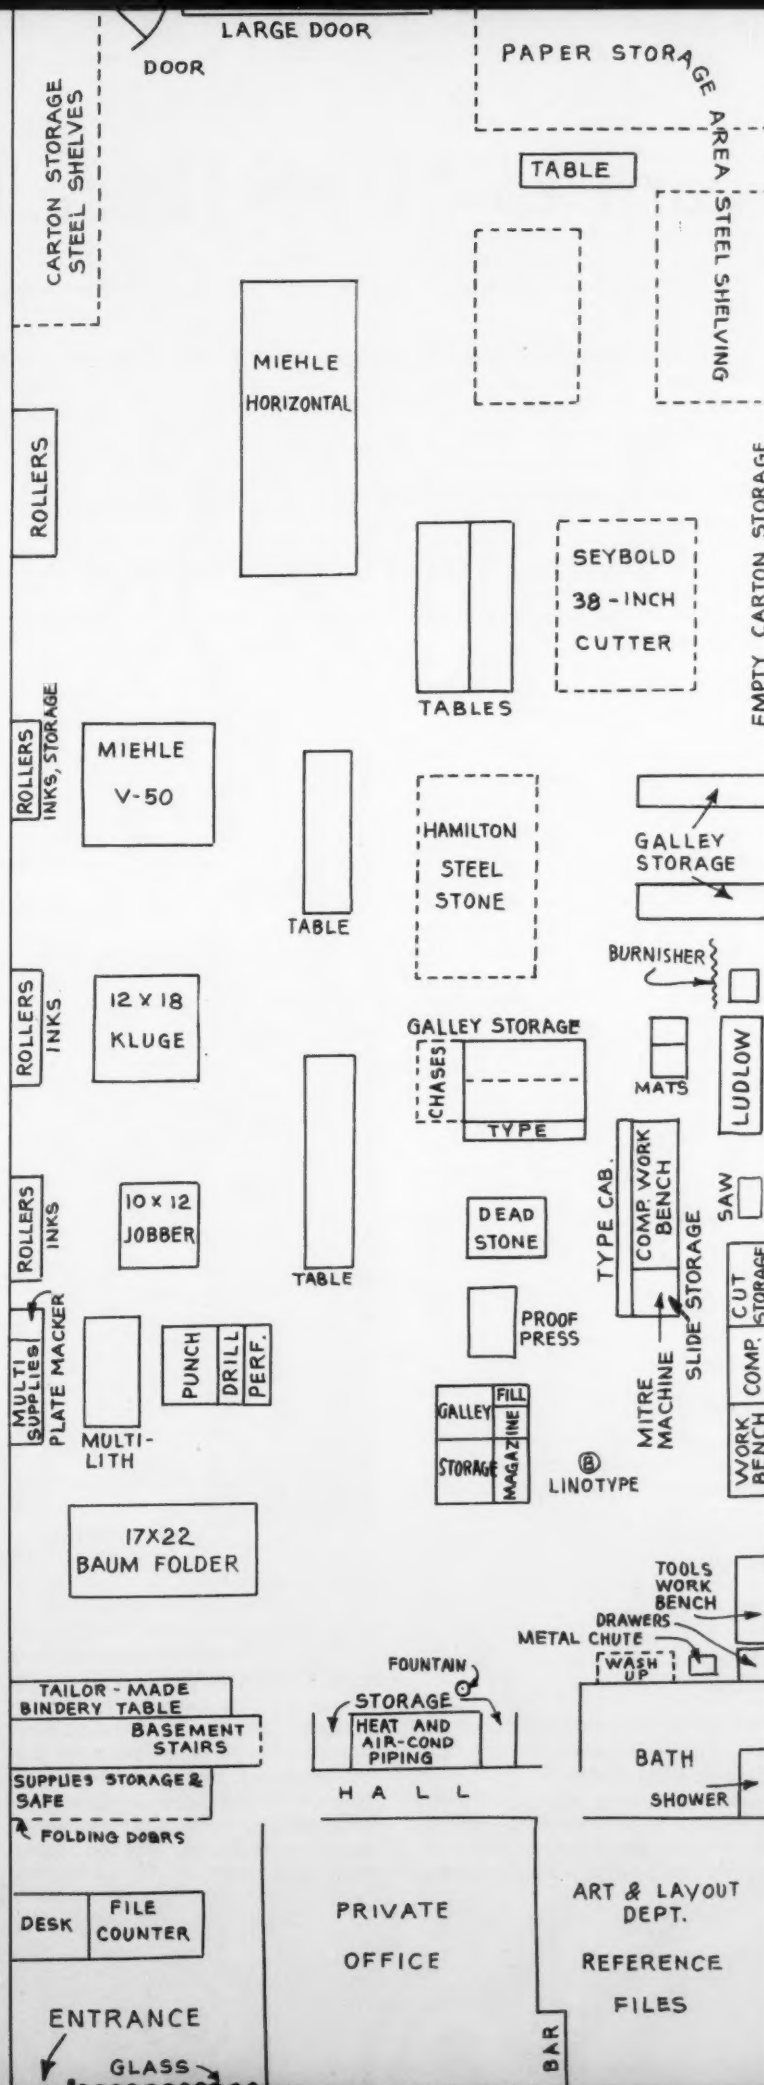 LARGE DOOR
DOOR
PAPER STORAGE AREA STEEL SHELVING
CARTON STORAGE
STEEL SHELVES
TABLE
MIEHLE
HORIZONTAL
ROLLERS
EMPTY CARTON STORAGE
SEYBOLD
38-INCH
CUTTER
TABLES
ROLLERS
INKS, STORAGE
MIEHLE
V-50
TABLE
HAMILTON
STEEL
STONE
GALLEY
STORAGE
BURNISHER
ROLLERS
INKS
12 X 18
KLUGE
GALLEY STORAGE
CHASES
TYPE
MATS
LUDLOW
ROLLERS
INKS
10 X 12
JOBBER
TABLE
DEAD
STONE
TYPE CAB.
COMP. WORK
BENCH
SLIDE STORAGE
SAW
MULTI
SUPPLIES
PLATE MACKER
MULTI-
LITH
PUNCH
DRILL
PERF.
PROOF
PRESS
MITRE
MACHINE
CUT
STORAGE
COMP.
WORK
BENCH
GALLEY
STORAGE
FILL
MAGAZINE
B
LINOTYPE
17X22
BAUM FOLDER
TOOLS
WORK
BENCH
DRAWERS
METAL CHUTE
WASH
UP
FOUNTAIN
TAILOR-MADE
BINDERY TABLE
STORAGE
BASEMENT
STAIRS
HEAT AND
AIR-COND
PIPING
BATH
SUPPLIES STORAGE &
SAFE
HALL
SHOWER
FOLDING DOORS
DESK
FILE
COUNTER
PRIVATE
OFFICE
ART & LAYOUT
DEPT.
REFERENCE
FILES
ENTRANCE
BAR
GLASS